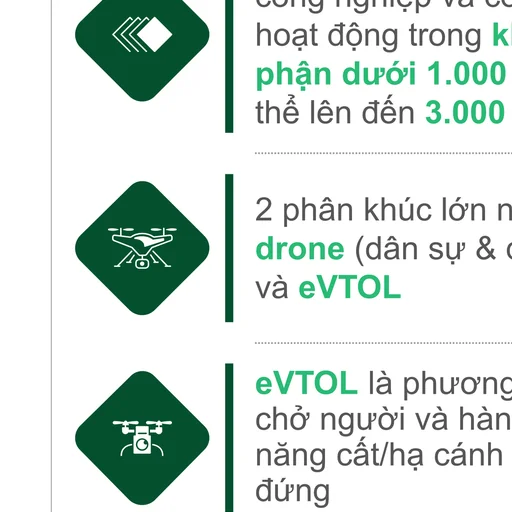 hoạt động trong
phận dưới 1.000
thể lên đến 3.000
2 phân khúc lớn
drone (dân sự &
và eVTOL
eVTOL là phương
chở người và hàn
năng cất/hạ cánh
đứng